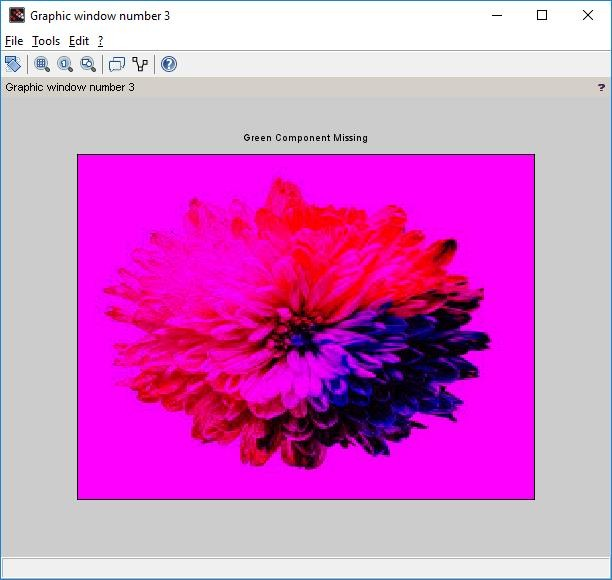 Graphic window number 3
File Tools Edit ?
Graphic window number 3 ?
Green Component Missing